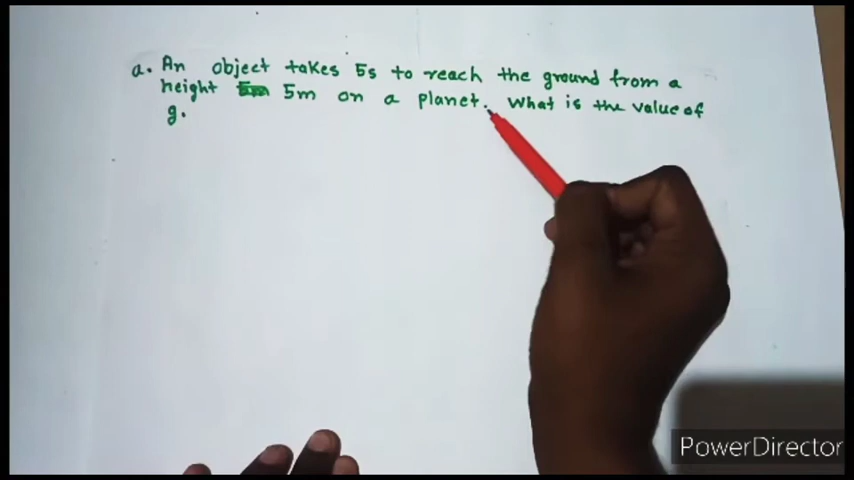 a. An object takes 5s to reach the ground from a
height 5m on a planet. What is the value of
g.
PowerDirector